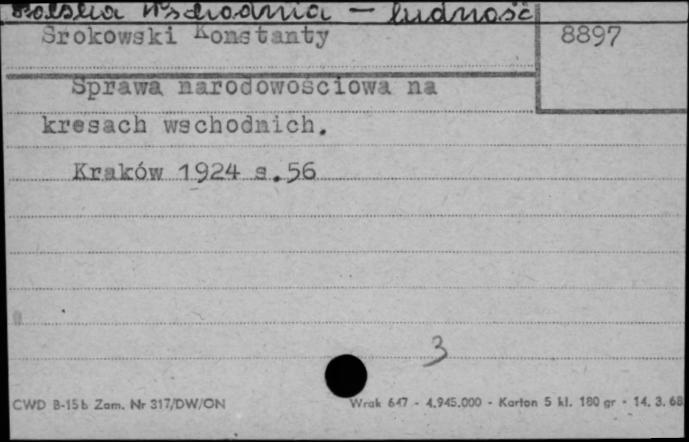 Polska Wschodnia - ludność
Srokowski Konstanty
8897
Sprawa narodowościowa na
kresach wschodnich.
Kraków 1924 s.56
3
CWD B-15b Zam. Nr 317/DW/ON
Wrak 647 - 4.945.000 - Karton 5 kl. 180 gr - 14. 3. 68